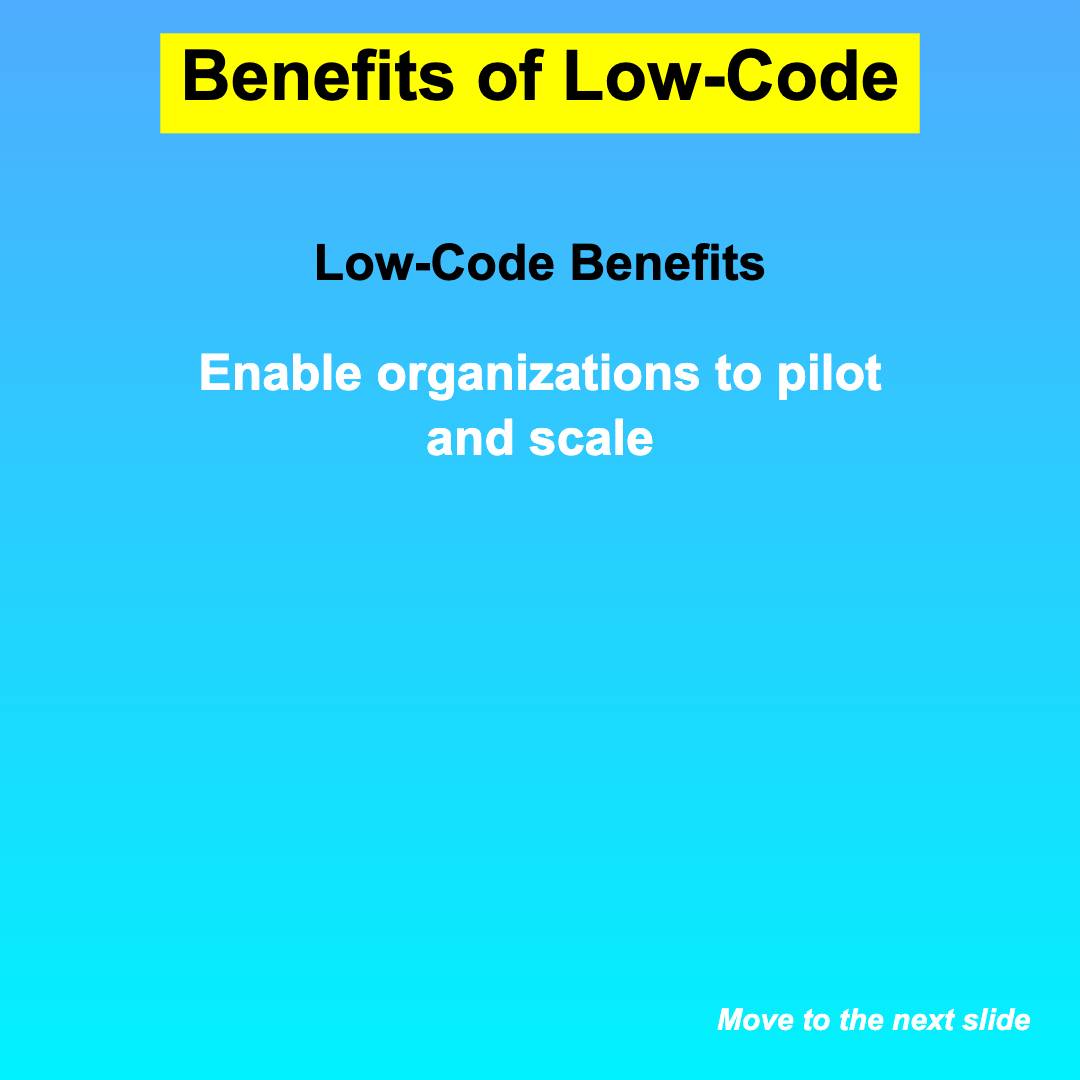 Benefits of Low-Code
Low-Code Benefits
Enable organizations to pilot
and scale
Move to the next slide